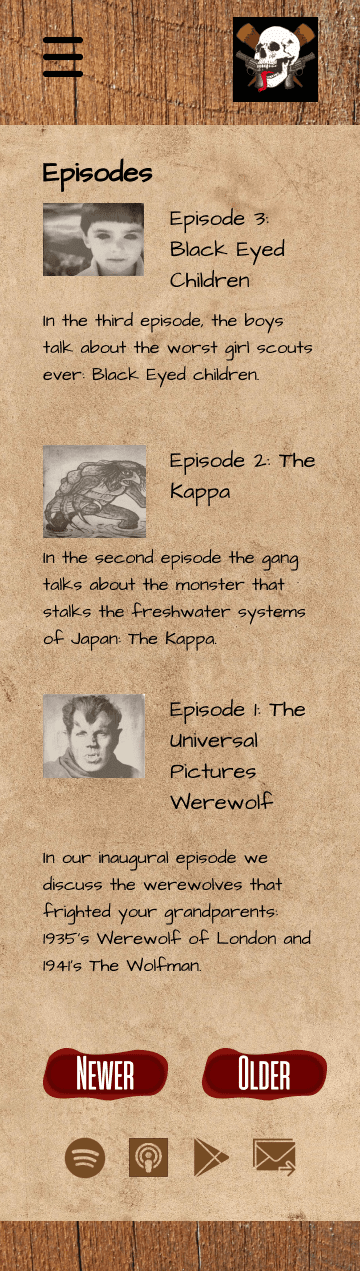 Episodes
Episode 3:
Black Eyed
Children
In the third episode, the boys
talk about the worst girl scouts
ever: Black Eyed children.
Episode 2: The
Kappa
In the second episode the gang
talks about the monster that
stalks the freshwater systems
of Japan: The Kappa.
Episode 1: The
Universal
Pictures
Werewolf
In our inaugural episode we
discuss the werewolves that
frighted your grandparents:
1935's Werewolf of London and
1941's The Wolfman.
Newer
Older